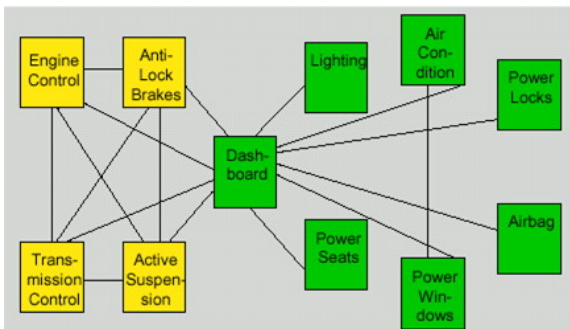 Engine
Control
Anti-
Lock
Brakes
Lighting
Air
Con-
dition
Power
Locks
Dash-
board
Trans-
mission
Control
Active
Suspen-
sion
Power
Seats
Power
Win-
dows
Airbag